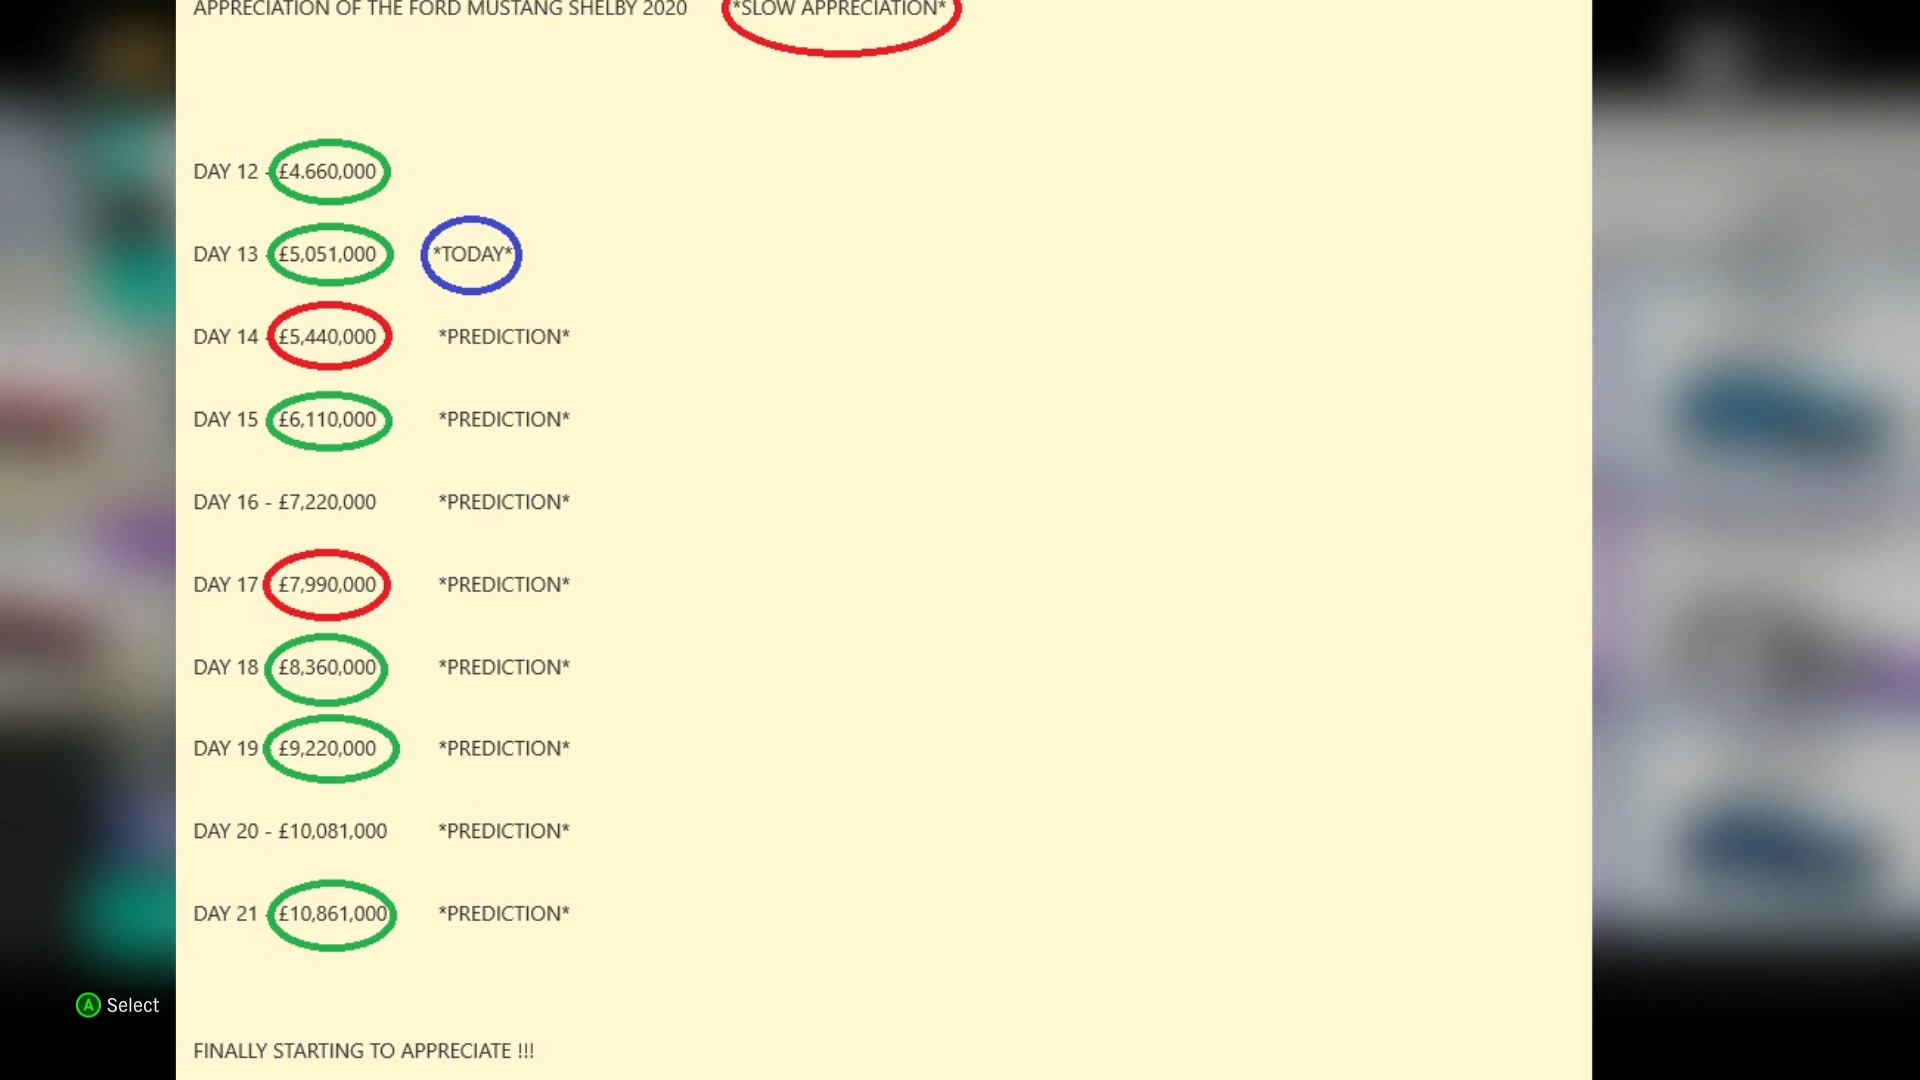 APPRECIATION OF THE FORD MUSTANG SHELBY 2020 *SLOW APPRECIATION*
DAY 12 - £4.660,000
DAY 13 - £5,051,000 *TODAY*
DAY 14 - £5,440,000 *PREDICTION*
DAY 15 £6,110,000 *PREDICTION*
DAY 16 - £7,220,000 *PREDICTION*
DAY 17 £7,990,000 *PREDICTION*
DAY 18 £8,360,000 *PREDICTION*
DAY 19 £9,220,000 *PREDICTION*
DAY 20 - £10,081,000 *PREDICTION*
DAY 21 - £10,861,000 *PREDICTION*
A Select
FINALLY STARTING TO APPRECIATE !!!